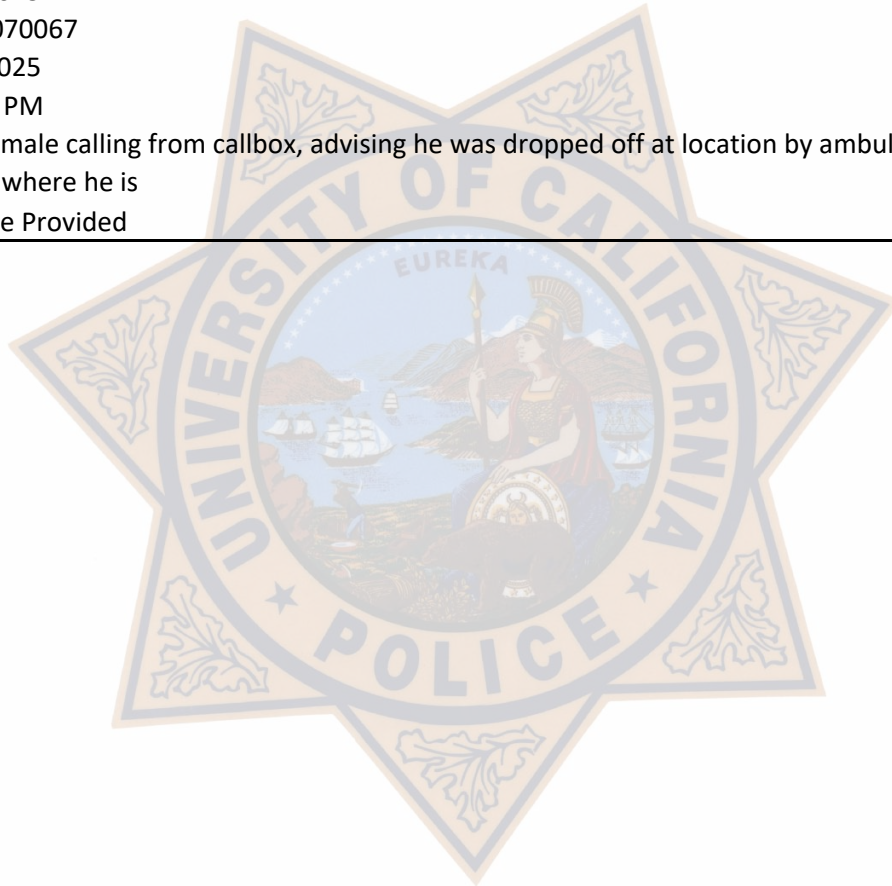 070067
025
PM
male calling from callbox, advising he was dropped off at location by ambul
where he is
e Provided
EUREKA
UNIVERSITY OF CALIFORNIA
POLICE